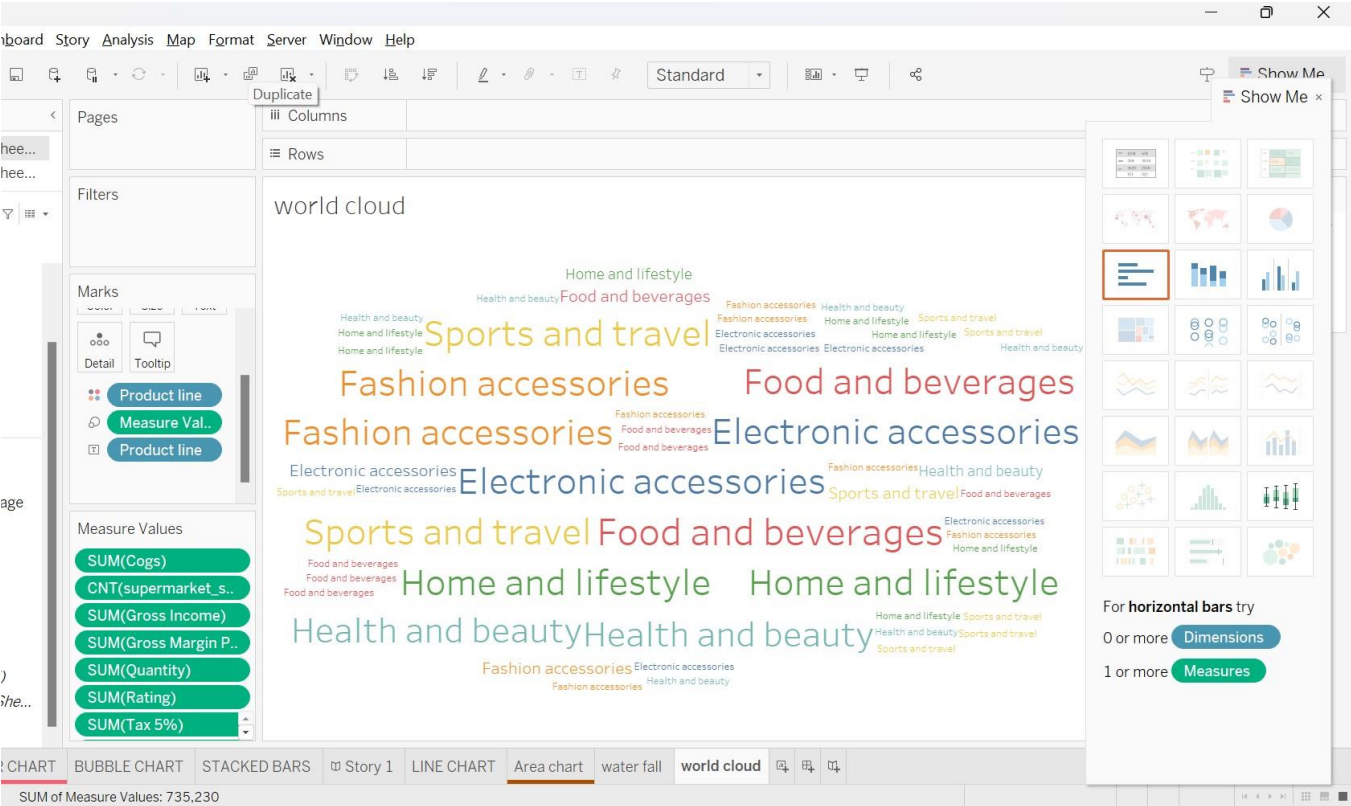 board Story Analysis Map Format Server Window Help
Standard
Show Me
Duplicate
Show Me ×
Pages
Columns
hee...
hee...
Rows
Filters
world cloud
Marks
Detail Tooltip
Product line
Measure Val..
Product line
age
Measure Values
SUM(Cogs)
CNT(supermarket_s..
SUM(Gross Income)
SUM(Gross Margin P..
SUM(Quantity)
SUM(Rating)
SUM(Tax 5%)
)
She...
Home and lifestyle
Health and beauty Food and beverages Fashion accessories Health and beauty
Health and beauty Sports and travel Fashion accessories Home and lifestyle Sports and travel
Home and lifestyle Electronic accessories Home and lifestyle Sports and travel
Home and lifestyle Electronic accessories Electronic accessories Health and beauty
Fashion accessories Food and beverages
Fashion accessories Fashion accessories Electronic accessories
Food and beverages
Food and beverages
Electronic accessories Electronic accessories Fashion accessories Health and beauty
Sports and travel Electronic accessories Sports and travel Food and beverages
Sports and travel Food and beverages Electronic accessories
Fashion accessories
Home and lifestyle
Food and beverages
Food and beverages Home and lifestyle Home and lifestyle
Food and beverages
Home and lifestyle Sports and travel
Health and beauty Health and beauty Health and beauty Sports and travel
Sports and travel
Fashion accessories Electronic accessories
Fashion accessories Health and beauty
For horizontal bars try
0 or more Dimensions
1 or more Measures
CHART BUBBLE CHART STACKED BARS Story 1 LINE CHART Area chart water fall world cloud
SUM of Measure Values: 735,230